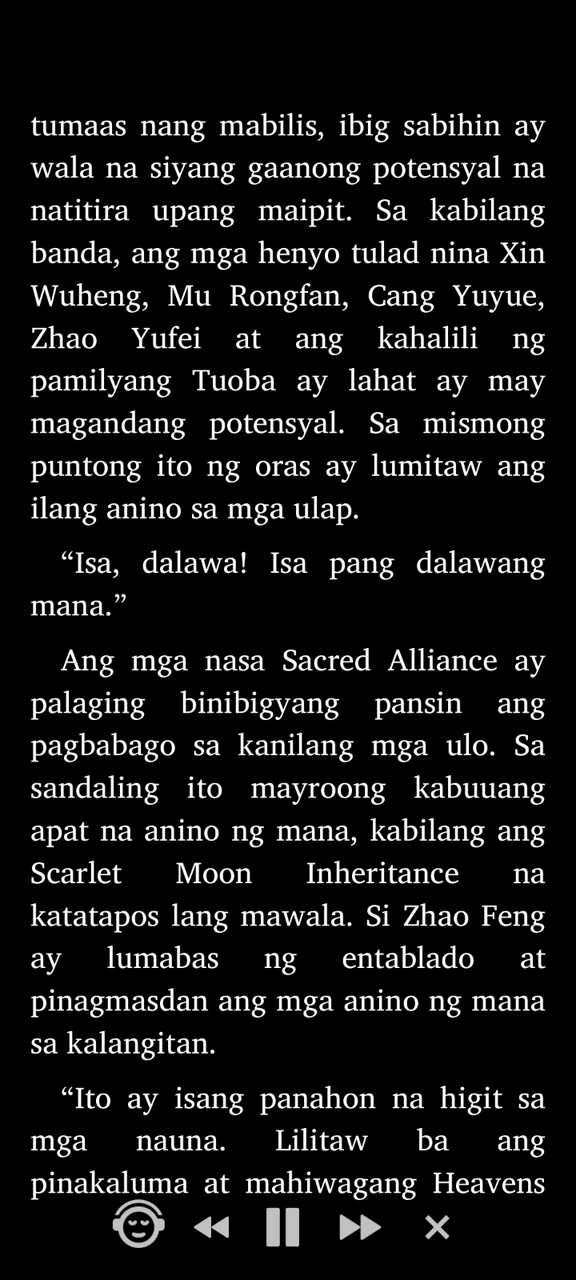 tumaas nang mabilis, ibig sabihin ay
wala na siyang gaanong potensyal na
natitira upang maipit. Sa kabilang
banda, ang mga henyo tulad nina Xin
Wuheng, Mu Rongfan, Cang Yuyue,
Zhao Yufei at ang kahalili ng
pamilyang Tuoba ay lahat ay may
magandang potensyal. Sa mismong
puntong ito ng oras ay lumitaw ang
ilang anino sa mga ulap.
“Isa, dalawa! Isa pang dalawang
mana.”
Ang mga nasa Sacred Alliance ay
palaging binibigyang pansin ang
pagbabago sa kanilang mga ulo. Sa
sandaling ito mayroong kabuuang
apat na anino ng mana, kabilang ang
Scarlet Moon Inheritance na
katatapos lang mawala. Si Zhao Feng
ay lumabas ng entablado at
pinagmasdan ang mga anino ng mana
sa kalangitan.
“Ito ay isang panahon na higit sa
mga nauna. Lilitaw ba ang
pinakaluma at mahiwagang Heavens